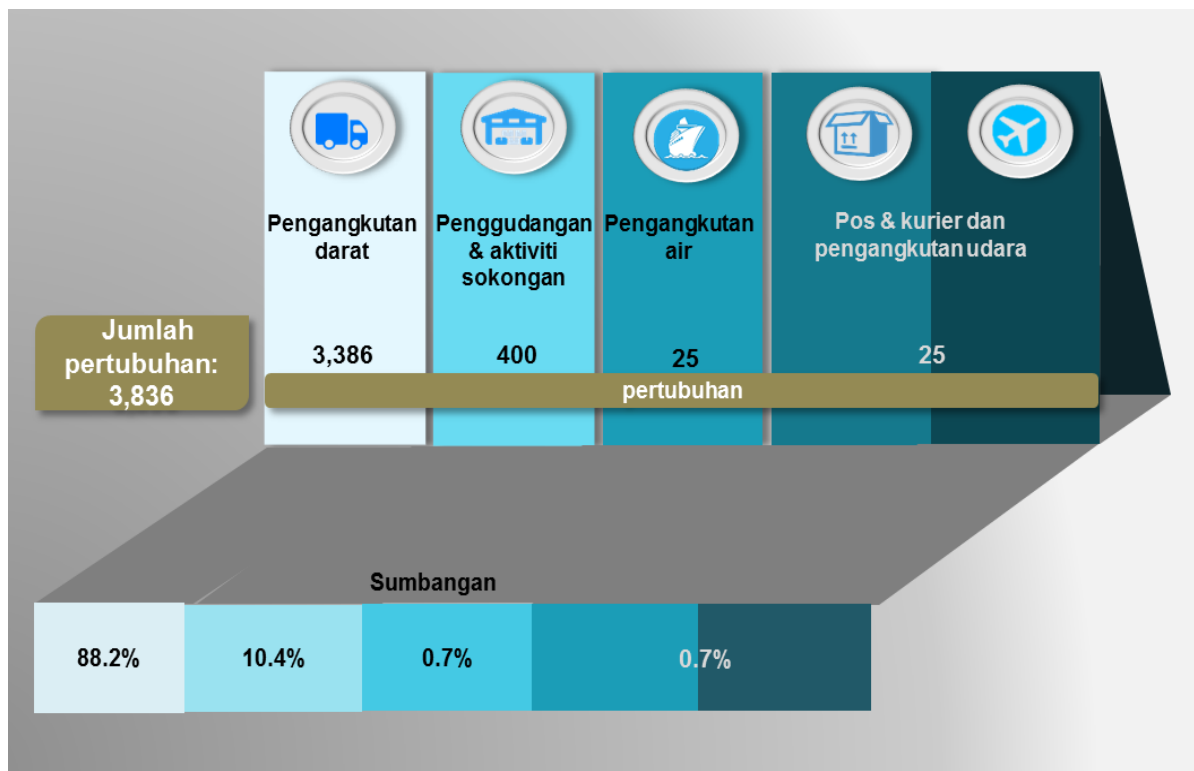 Pengangkutan
darat
Penggudangan
& aktiviti
sokongan
Pengangkutan
air
Pos & kurier dan
pengangkutan udara
Jumlah
pertubuhan:
3,836
3,386
400
25
25
pertubuhan
Sumbangan
88.2%
10.4%
0.7%
0.7%